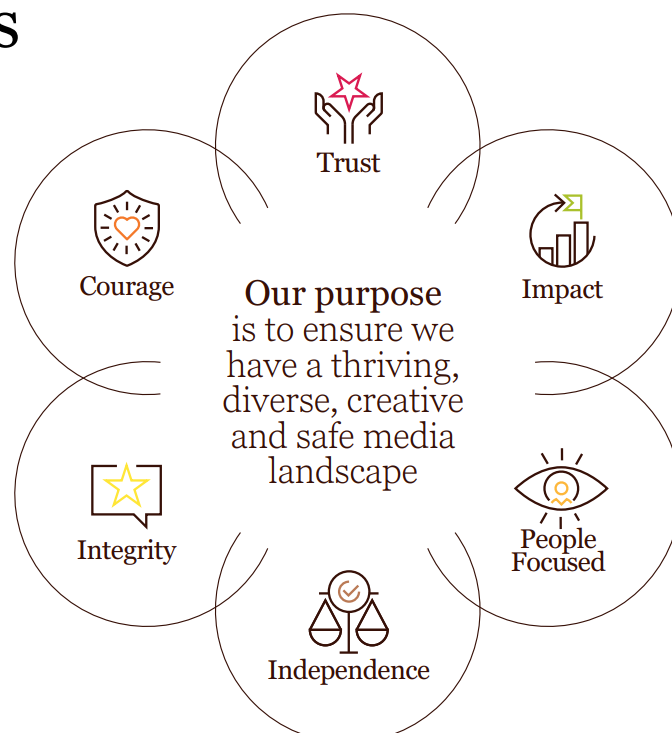 s
Trust
Courage
Impact
Our purpose
is to ensure we
have a thriving,
diverse, creative
and safe media
landscape
Integrity
People
Focused
Independence